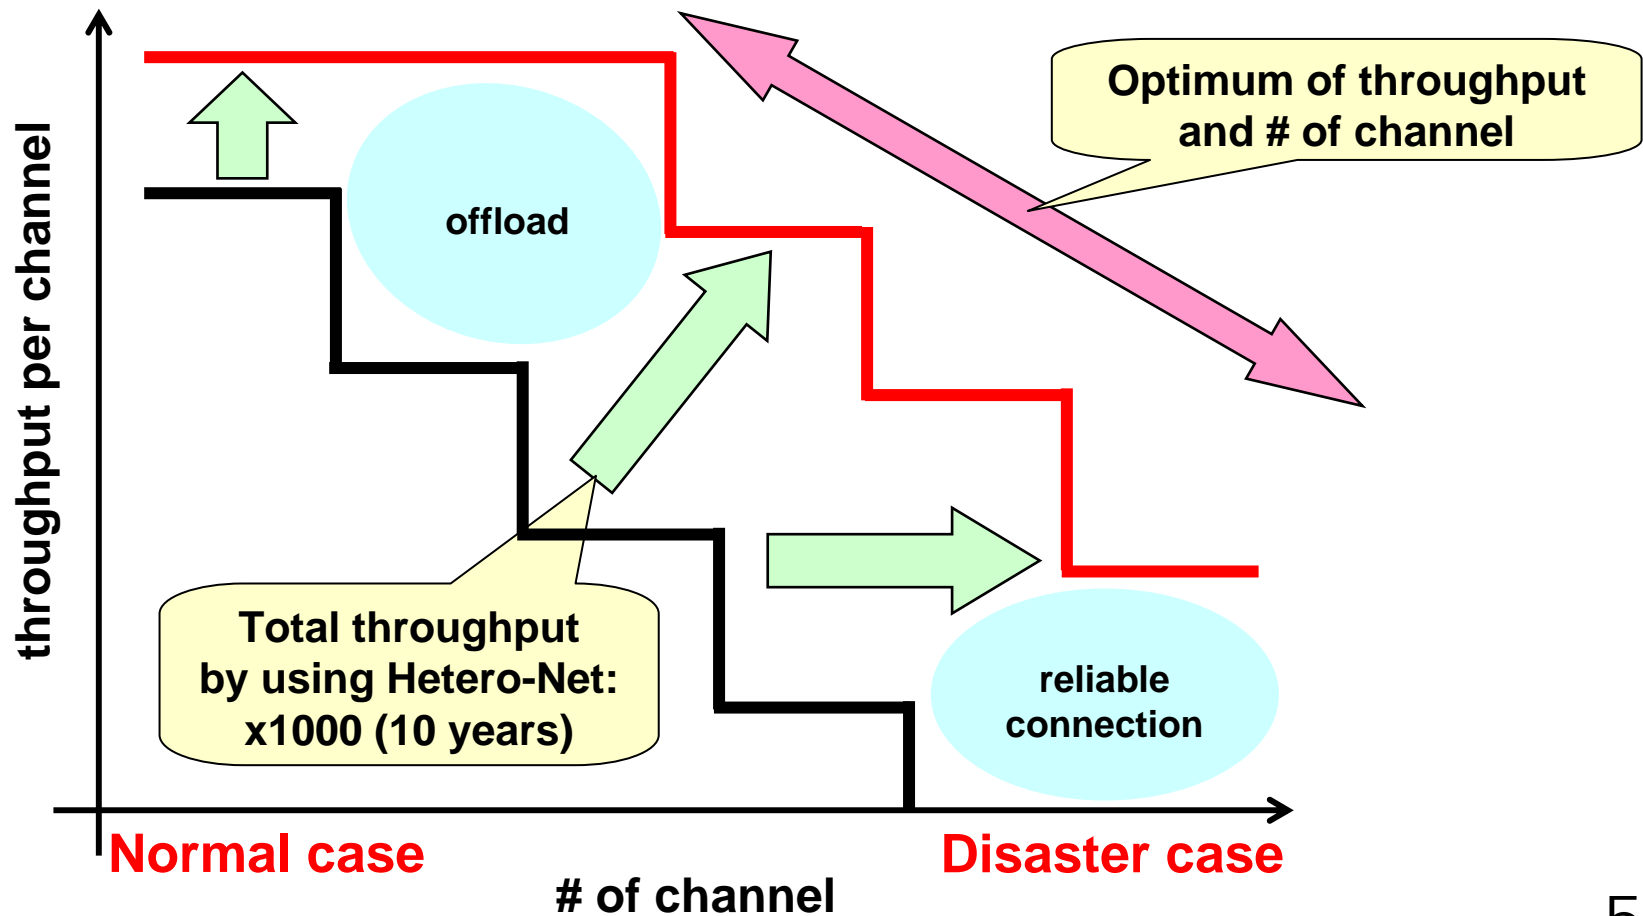 Optimum of throughput
and # of channel
throughput per channel
offload
Total throughput
by using Hetero-Net:
x1000 (10 years)
reliable
connection
Normal case
Disaster case
# of channel
5